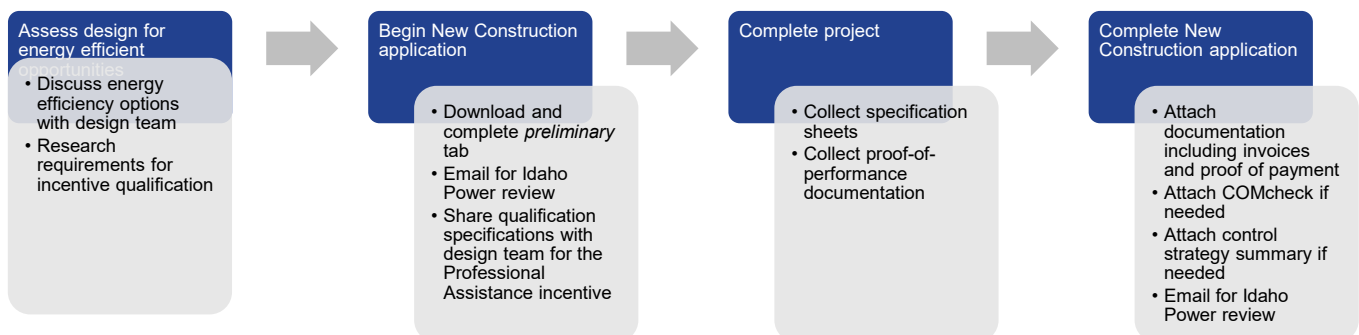 Assess design for
energy efficient
opportunities
• Discuss energy
efficiency options
with design team
• Research
requirements for
incentive qualification
Begin New Construction
application
• Download and
complete preliminary
tab
• Email for Idaho
Power review
• Share qualification
specifications with
design team for the
Professional
Assistance incentive
Complete project
• Collect specification
sheets
• Collect proof-of-
performance
documentation
Complete New
Construction application
• Attach
documentation
including invoices
and proof of payment
• Attach COMcheck if
needed
• Attach control
strategy summary if
needed
• Email for Idaho
Power review